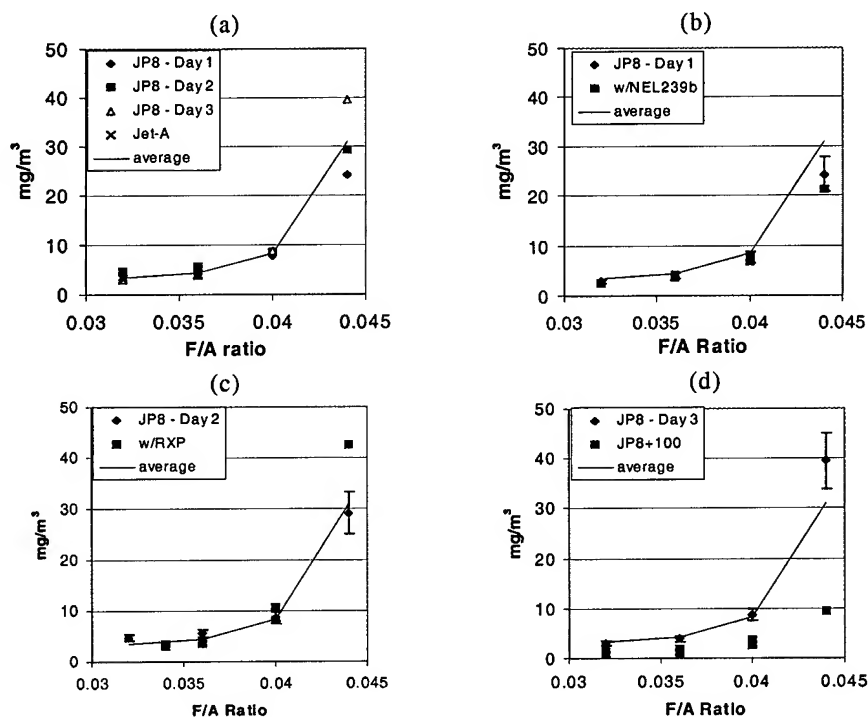 (a)
50
40
30
20
10
0
mg/m³
JP8 - Day 1
JP8 - Day 2
JP8 - Day 3
Jet-A
average
0.03 0.035 0.04 0.045
F/A ratio
(b)
50
40
30
20
10
0
mg/m³
JP8 - Day 1
w/NEL239b
average
0.03 0.035 0.04 0.045
F/A Ratio
(c)
50
40
30
20
10
0
mg/m³
JP8 - Day 2
w/RXP
average
0.03 0.035 0.04 0.045
F/A Ratio
(d)
50
40
30
20
10
0
mg/m³
JP8 - Day 3
JP8+100
average
0.03 0.035 0.04 0.045
F/A Ratio